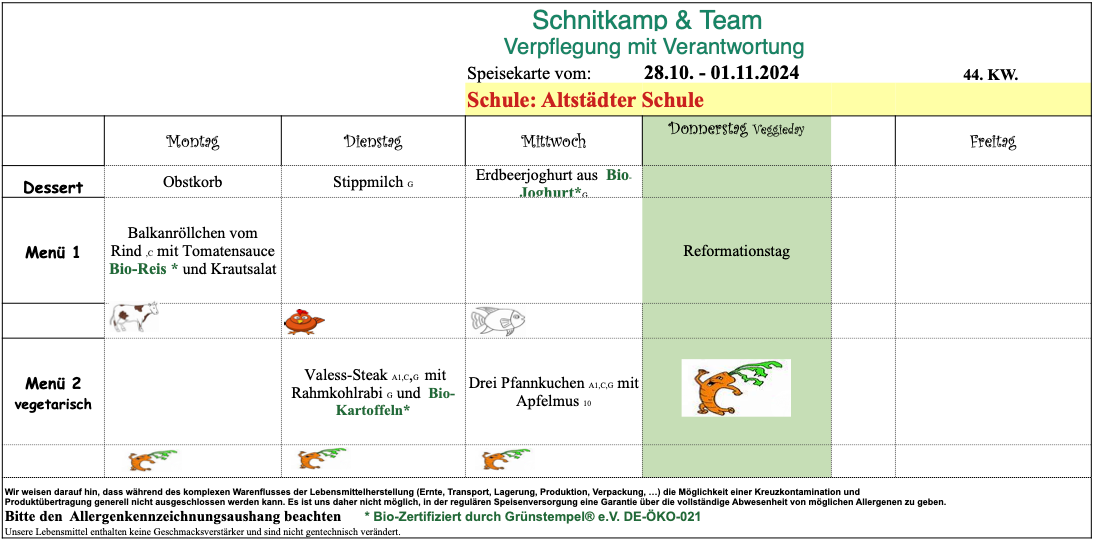 Schnitkamp & Team
Verpflegung mit Verantwortung
Speisekarte vom: 28.10. - 01.11.2024 44. KW.
Schule: Altstädter Schule
Montag Dienstag Mittwoch Donnerstag Veggieday Freitag
Dessert Obstkorb Stippmilch G Erdbeerjoghurt aus Bio-
Joghurt*G
Menü 1
Balkanröllchen vom
Rind ,C mit Tomatensauce
Bio-Reis * und Krautsalat
Reformationstag
Menü 2
vegetarisch
Valess-Steak A1,C,G mit
Rahmkohlrabi G und Bio-
Kartoffeln*
Drei Pfannkuchen A1,C,G mit
Apfelmus 10
Wir weisen darauf hin, dass während des komplexen Warenflusses der Lebensmittelherstellung (Ernte, Transport, Lagerung, Produktion, Verpackung, ...) die Möglichkeit einer Kreuzkontamination und
Produktübertragung generell nicht ausgeschlossen werden kann. Es ist uns daher nicht möglich, in der regulären Speisenversorgung eine Garantie über die vollständige Abwesenheit von möglichen Allergenen zu geben.
Bitte den Allergenkennzeichnungsaushang beachten * Bio-Zertifiziert durch Grünstempel® e.V. DE-ÖKO-021
Unsere Lebensmittel enthalten keine Geschmacksverstärker und sind nicht gentechnisch verändert.